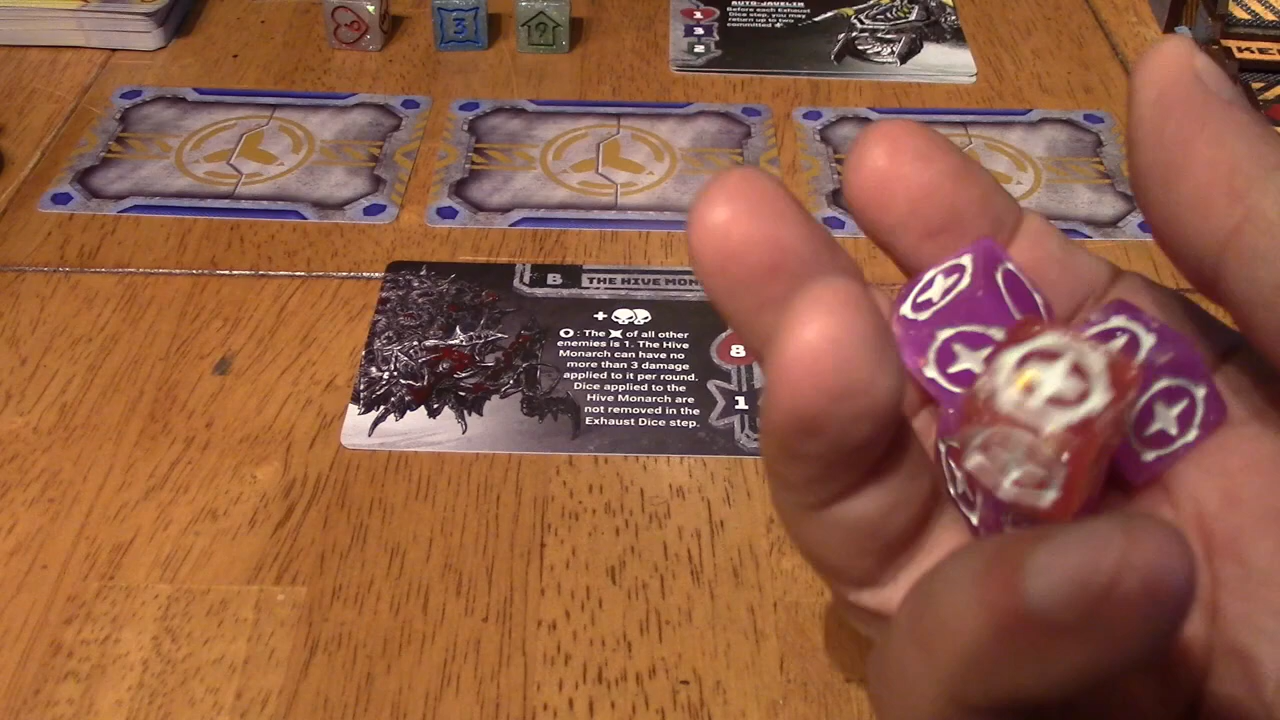 AUTO-JAVELIN
Before each Exhaust
Dice step, you may
return up to two
committed
1
3
2
3
?
B THE HIVE MON
+
: The of all other
enemies is 1. The Hive
Monarch can have no
more than 3 damage
applied to it per round.
Dice applied to the
Hive Monarch are
not removed in the
Exhaust Dice step.
8
1
KE